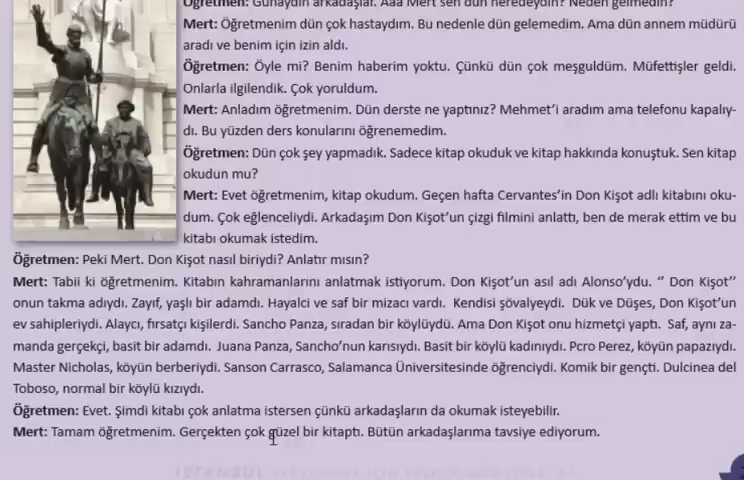 Öğretmen: Günaydın arkadaşlar. Aaa Mert sen dün neredeydin? Neden gelmedin?
Mert: Öğretmenim dün çok hastaydım. Bu nedenle dün gelemedim. Ama dün annem müdürü
aradı ve benim için izin aldı.
Öğretmen: Öyle mi? Benim haberim yoktu. Çünkü dün çok meşguldüm. Müfettişler geldi.
Onlarla ilgilendik. Çok yoruldum.
Mert: Anladım öğretmenim. Dün derste ne yaptınız? Mehmet’i aradım ama telefonu kapalıy-
dı. Bu yüzden ders konularını öğrenemedim.
Öğretmen: Dün çok şey yapmadık. Sadece kitap okuduk ve kitap hakkında konuştuk. Sen kitap
okudun mu?
Mert: Evet öğretmenim, kitap okudum. Geçen hafta Cervantes’in Don Kişot adlı kitabını oku-
dum. Çok eğlenceliydi. Arkadaşım Don Kişot’un çizgi filmini anlattı, ben de merak ettim ve bu
kitabı okumak istedim.
Öğretmen: Peki Mert. Don Kişot nasıl biriydi? Anlatır mısın?
Mert: Tabii ki öğretmenim. Kitabın kahramanlarını anlatmak istiyorum. Don Kişot’un asıl adı Alonso’ydu. “ Don Kişot”
onun takma adıydı. Zayıf, yaşlı bir adamdı. Hayalci ve saf bir mizacı vardı. Kendisi şövalyeydi. Dük ve Düşes, Don Kişot’un
ev sahipleriydi. Alaycı, fırsatçı kişilerdi. Sancho Panza, sıradan bir köylüydü. Ama Don Kişot onu hizmetçi yaptı. Saf, aynı za-
manda gerçekçi, basit bir adamdı. Juana Panza, Sancho’nun karısıydı. Basit bir köylü kadınıydı. Pcro Perez, köyün papazıydı.
Master Nicholas, köyün berberiydi. Sanson Carrasco, Salamanca Üniversitesinde öğrenciydi. Komik bir gençti. Dulcinea del
Toboso, normal bir köylü kızıydı.
Öğretmen: Evet. Şimdi kitabı çok anlatma istersen çünkü arkadaşların da okumak isteyebilir.
Mert: Tamam öğretmenim. Gerçekten çok güzel bir kitaptı. Bütün arkadaşlarıma tavsiye ediyorum.
İSTANBUL